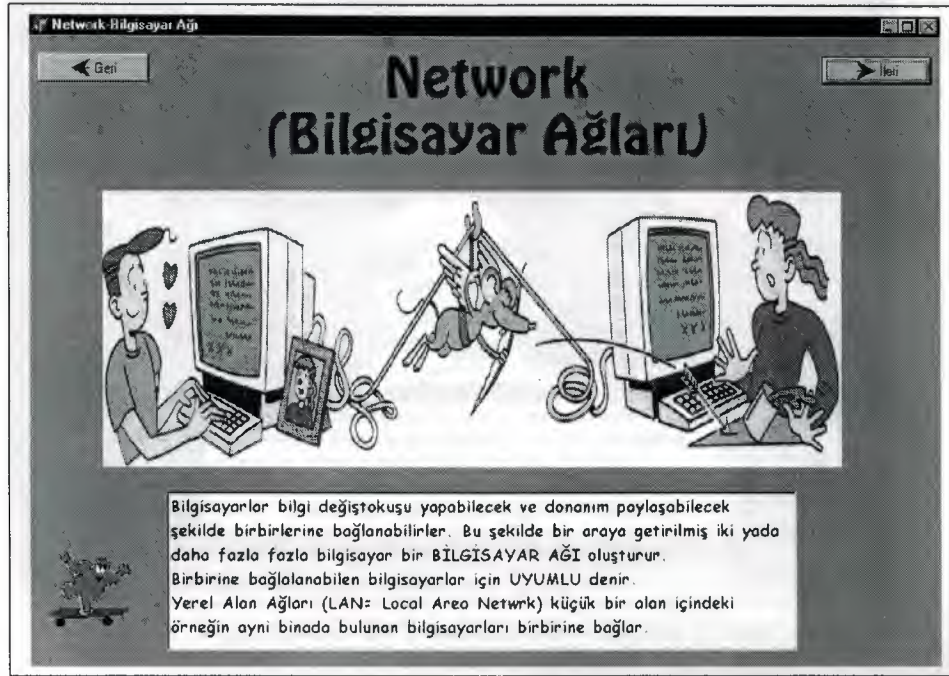 Network-Bilgisayar Ağı
Geri
İleri
Network
(Bilgisayar Ağları)
Bilgisayarlar bilgi değiştokuşu yapabilecek ve donanım paylaşabilecek
şekilde birbirlerine bağlanabilirler. Bu şekilde bir araya getirilmiş iki yada
daha fazla fazla bilgisayar bir BİLGİSAYAR AĞI oluşturur.
Birbirine bağlalanabilen bilgisayarlar için UYUMLU denir.
Yerel Alan Ağları (LAN= Local Area Netwrk) küçük bir alan içindeki
örneğin ayni binada bulunan bilgisayarları birbirine bağlar.